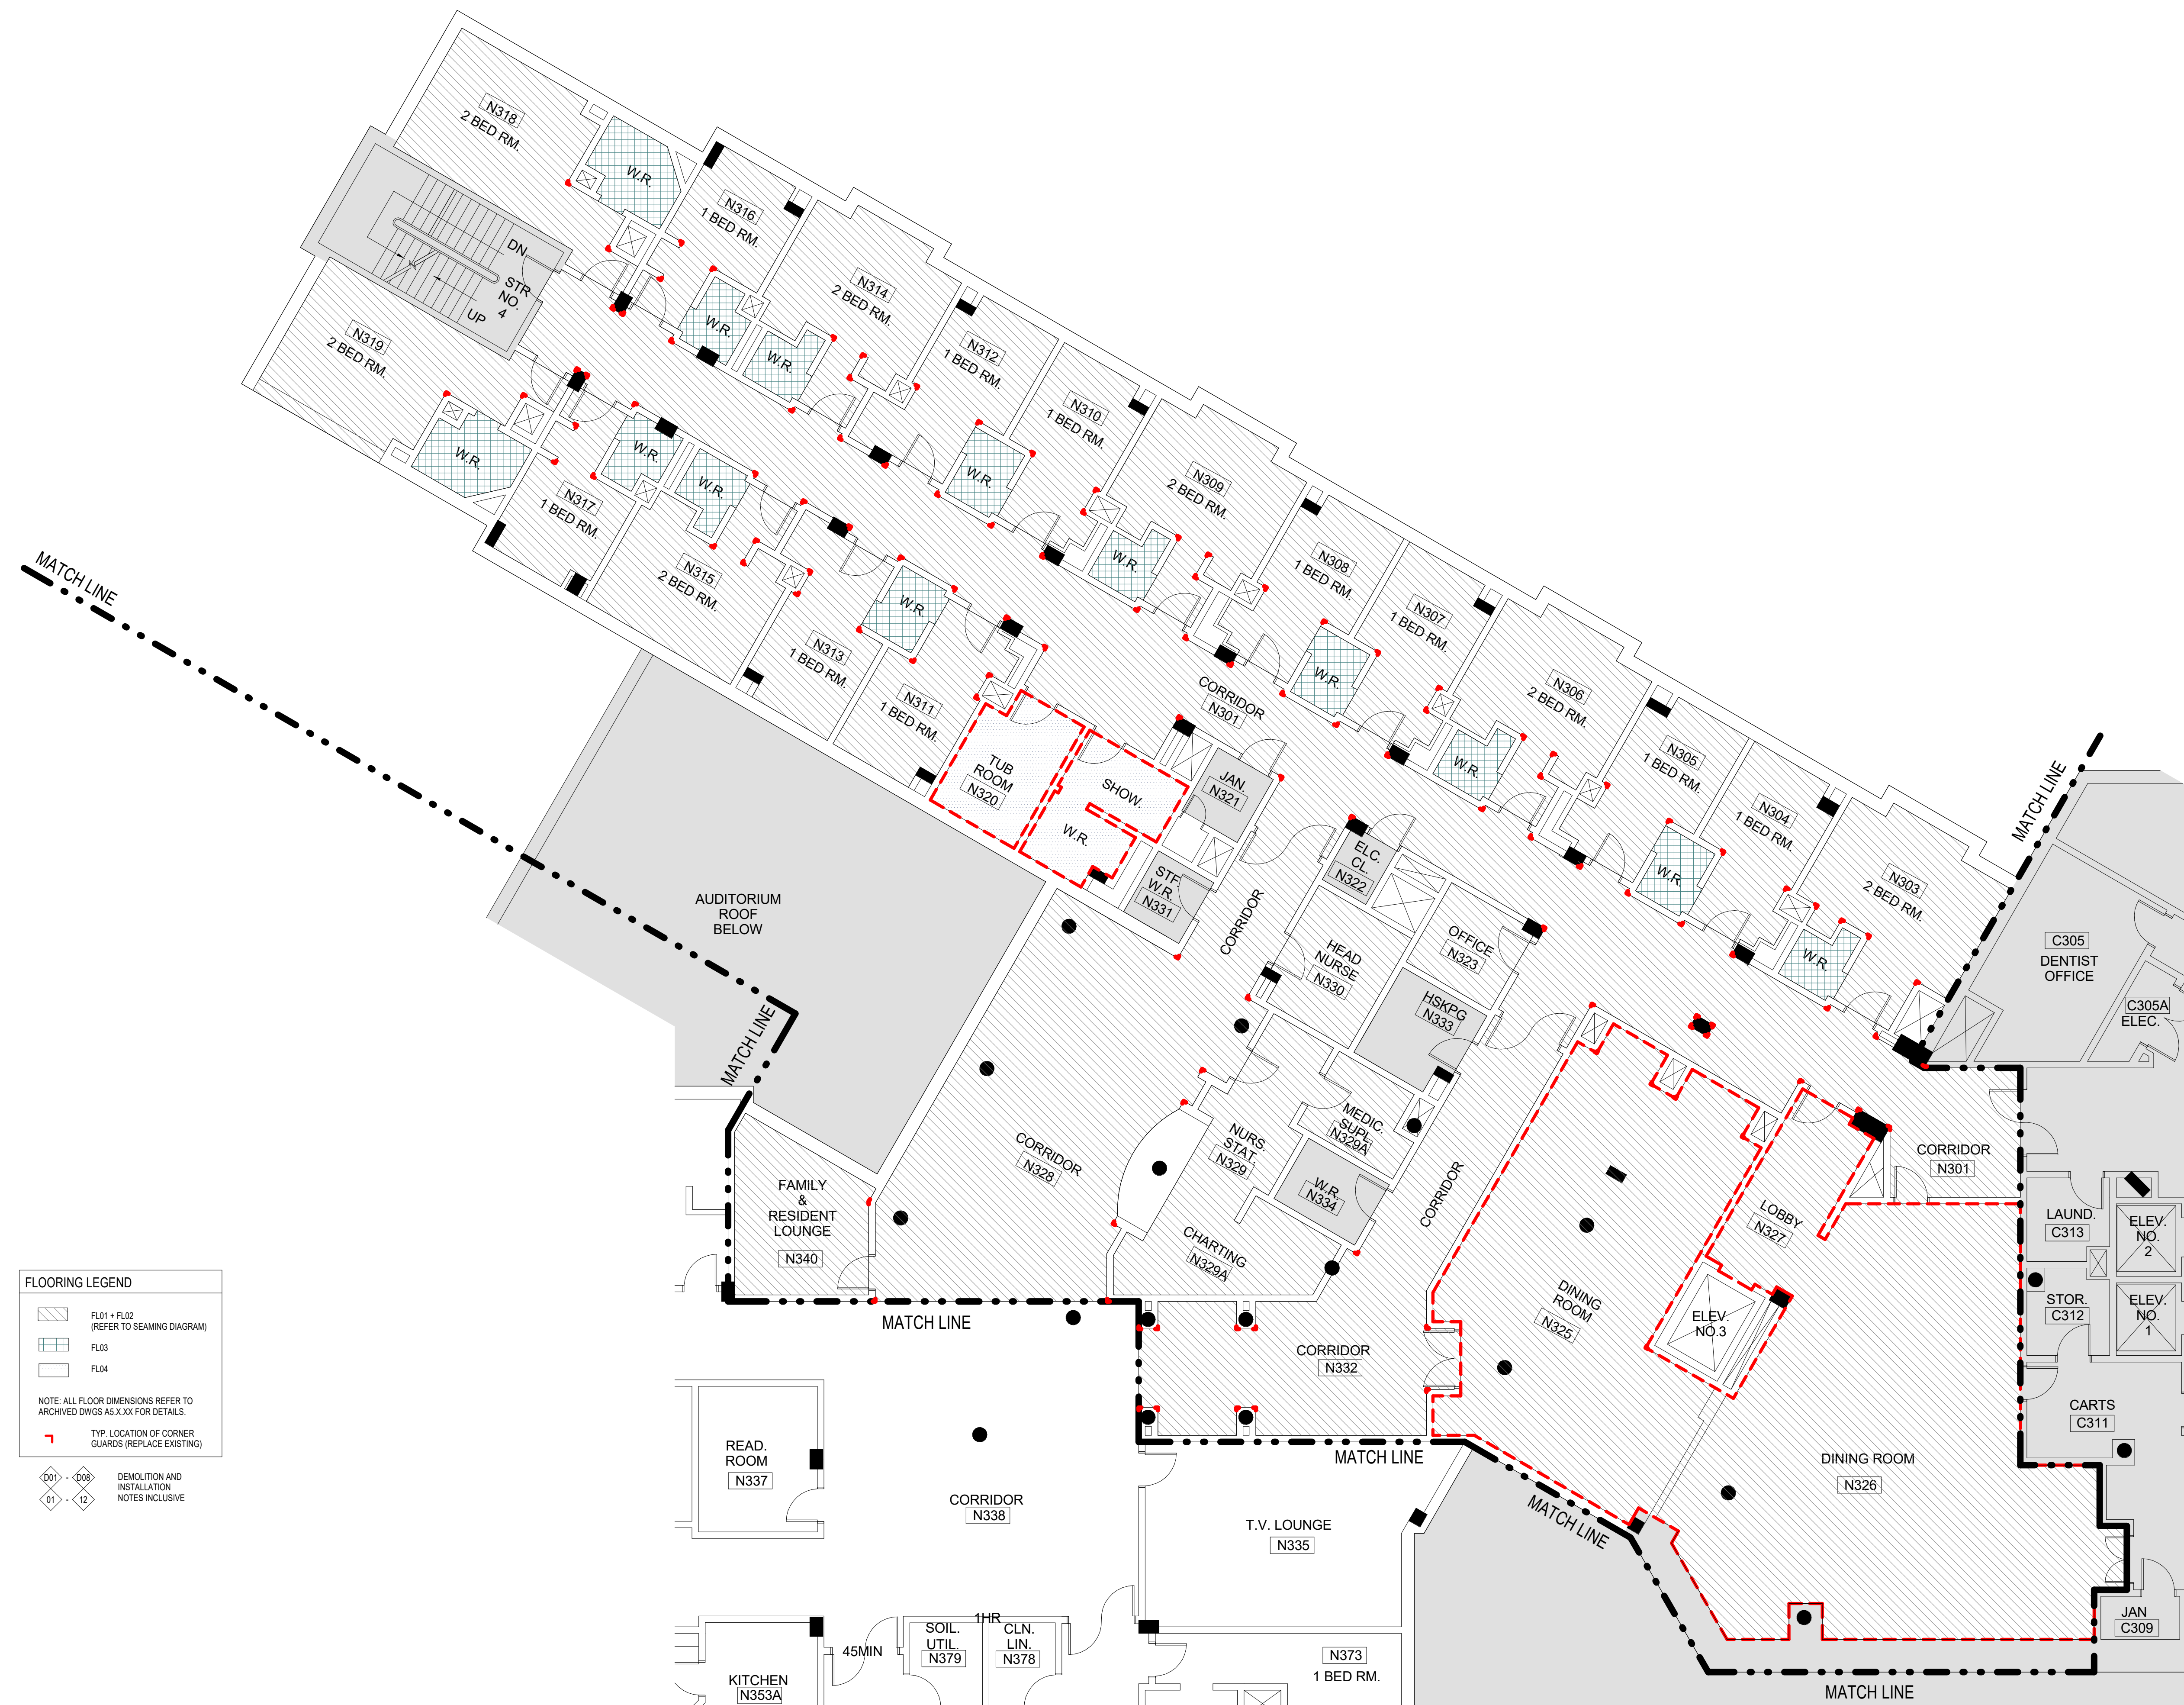 N318
2 BED RM.
W.R.
N316
1 BED RM.
N314
2 BED RM.
DN
STR
NO.
4
UP
N319
2 BED RM.
W.R.
W.R.
N312
1 BED RM.
N310
1 BED RM.
W.R.
W.R.
W.R.
W.R.
N317
1 BED RM.
N309
2 BED RM.
W.R.
N315
2 BED RM.
W.R.
N308
1 BED RM.
N307
1 BED RM.
MATCH LINE
W.R.
N313
1 BED RM.
N311
1 BED RM.
CORRIDOR
N301
W.R.
N306
2 BED RM.
W.R.
N305
1 BED RM.
N304
1 BED RM.
MATCH LINE
TUB
ROOM
N320
SHOW.
W.R.
JAN.
N321
ELC.
CL.
N322
STF.
W.R.
N331
W.R.
N303
2 BED RM.
W.R.
AUDITORIUM
ROOF
BELOW
CORRIDOR
HEAD
NURSE
N330
OFFICE
N323
HSKPG
N333
C305
DENTIST
OFFICE
C305A
ELEC.
MATCH LINE
CORRIDOR
N328
NURS.
STAT.
N329
MEDIC.
SUPL.
N329A
W.R.
N334
CORRIDOR
CORRIDOR
N301
FAMILY
&
RESIDENT
LOUNGE
N340
CHARTING
N329A
LOBBY
N327
LAUND.
C313
ELEV.
NO.
2
DINING
ROOM
N325
ELEV.
NO.3
STOR.
C312
ELEV.
NO.
1
MATCH LINE
CORRIDOR
N332
CARTS
C311
FLOORING LEGEND
FL01 + FL02
(REFER TO SEAMING DIAGRAM)
FL03
FL04
NOTE: ALL FLOOR DIMENSIONS REFER TO
ARCHIVED DWGS A5.X.XX FOR DETAILS.
TYP. LOCATION OF CORNER
GUARDS (REPLACE EXISTING)
D01 - D08
01 - 12
DEMOLITION AND
INSTALLATION
NOTES INCLUSIVE
READ.
ROOM
N337
MATCH LINE
DINING ROOM
N326
CORRIDOR
N338
T.V. LOUNGE
N335
MATCH LINE
1HR
SOIL.
UTIL.
N379
CLN.
LIN.
N378
45MIN
KITCHEN
N353A
N373
1 BED RM.
JAN
C309
MATCH LINE